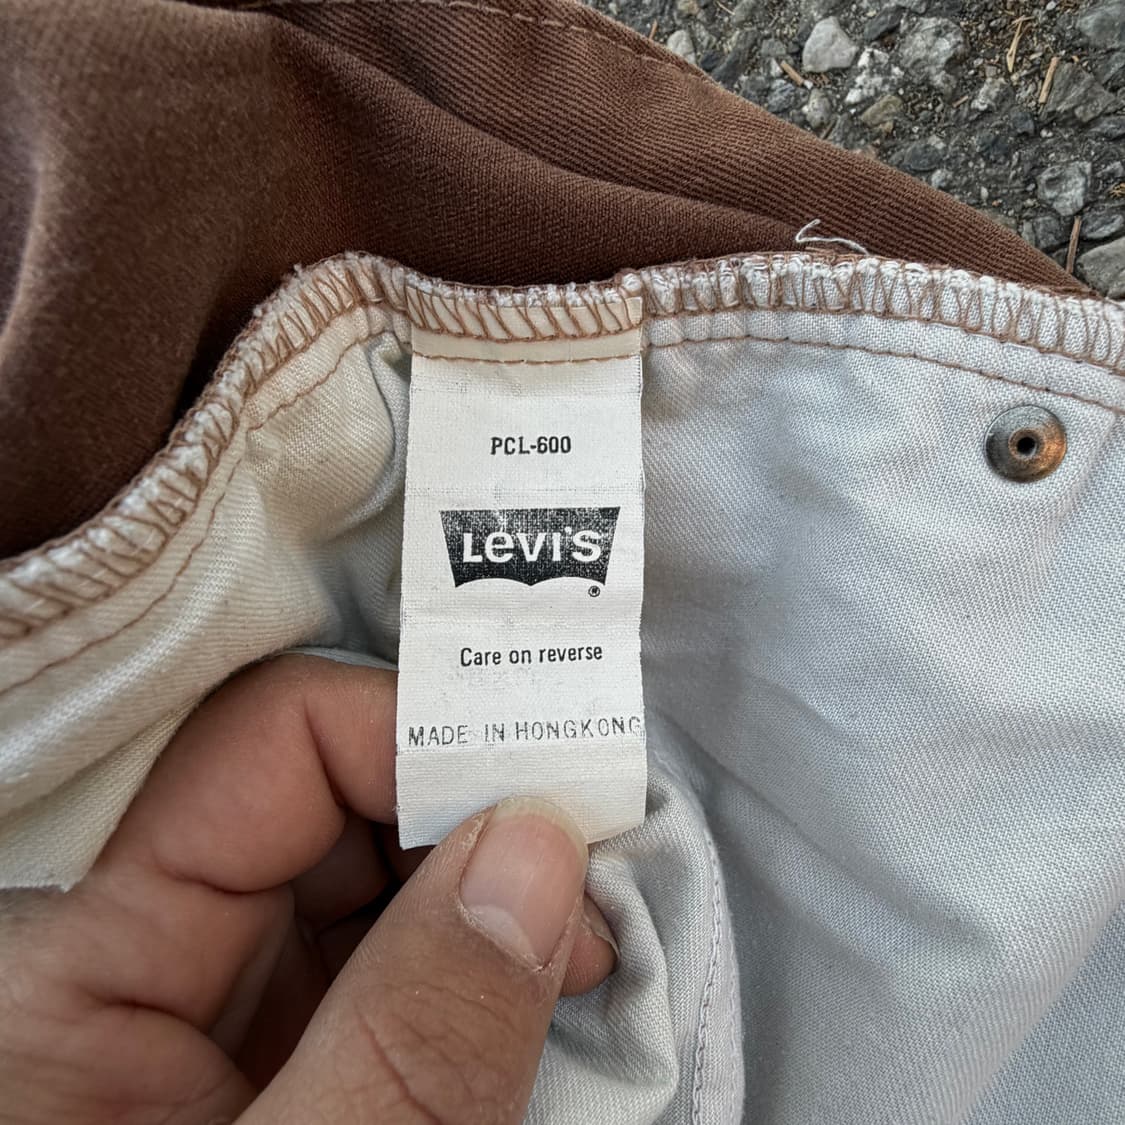 PCL-600
Levi's
®
Care on reverse
MADE IN HONGKONG